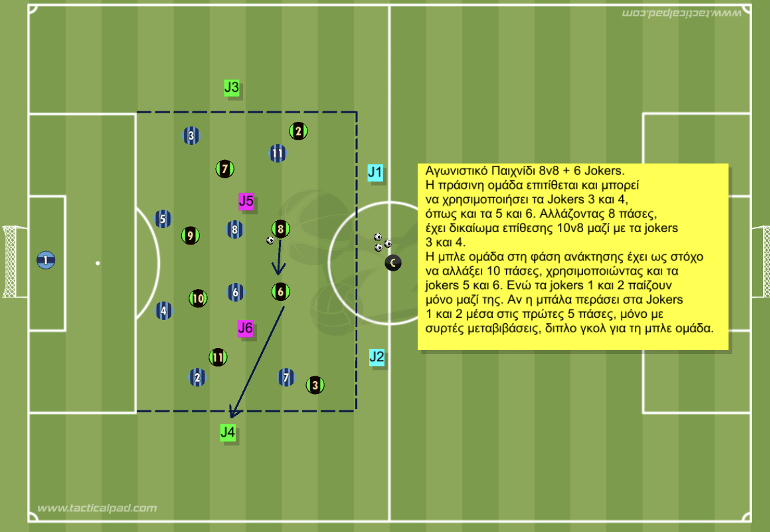 www.tacticalpad.com
J3
3
2
11
7
J1
Αγωνιστικό Παιχνίδι 8v8 + 6 Jokers.
Η πράσινη ομάδα επιτίθεται και μπορεί
να χρησιμοποιήσει τα Jokers 3 και 4,
όπως και τα 5 και 6. Αλλάζοντας 8 πάσες,
έχει δικαίωμα επίθεσης 10v8 μαζί με τα jokers
3 και 4.
Η μπλε ομάδα στη φάση ανάκτησης έχει ως στόχο
να αλλάξει 10 πάσες, χρησιμοποιώντας και τα
jokers 5 και 6. Ενώ τα jokers 1 και 2 παίζουν
μόνο μαζί της. Αν η μπάλα περάσει στα Jokers
1 και 2 μέσα στις πρώτες 5 πάσες, μόνο με
συρτές μεταβιβάσεις, διπλο γκολ για τη μπλε ομάδα.
J5
5
9
8
8
1
C
10
6
6
4
J6
11
J2
2
7
3
J4
www.tacticalpad.com